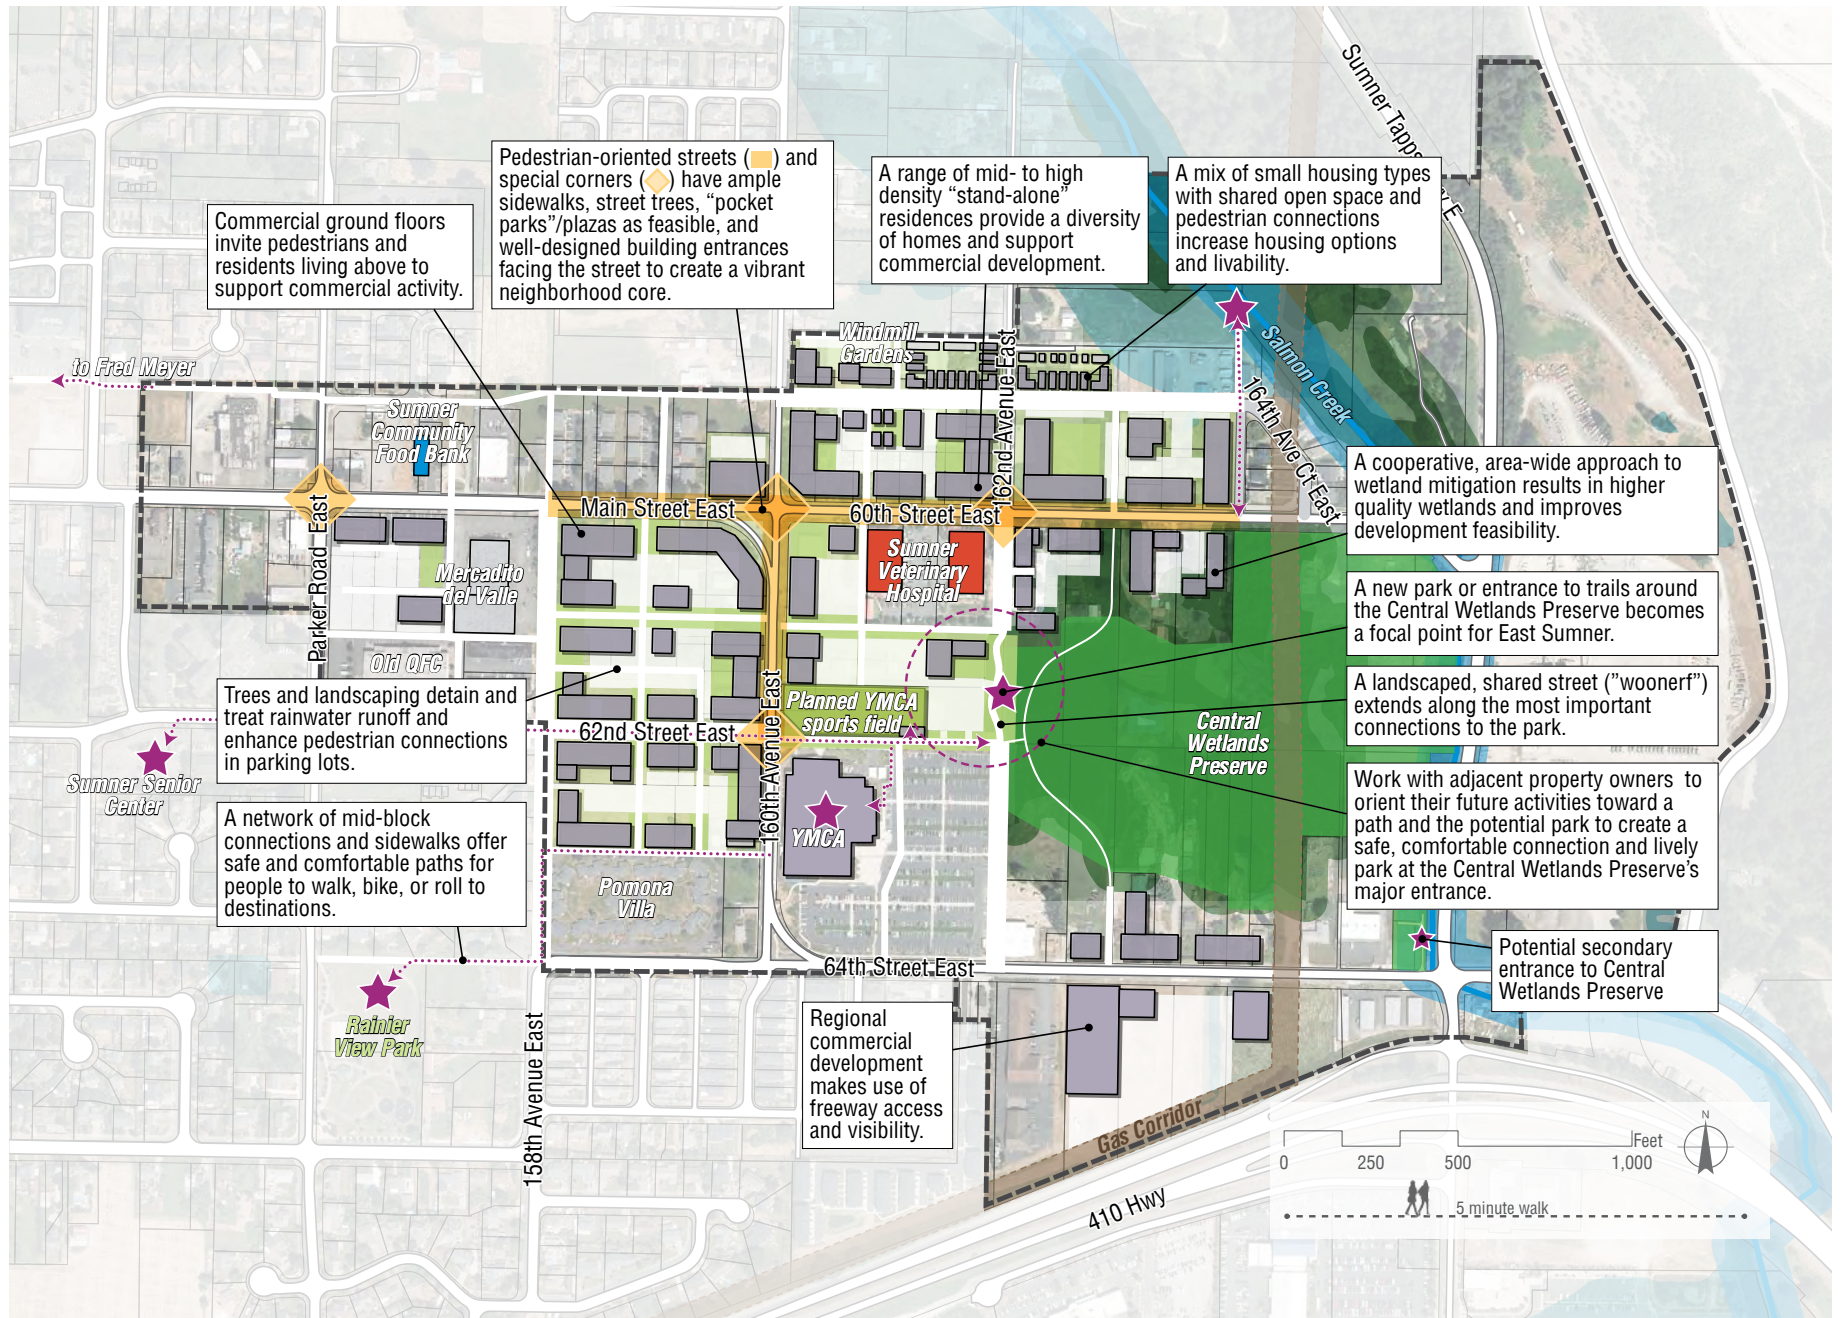 Sumner Tapps
y E
Pedestrian-oriented streets ( ) and
special corners ( ) have ample
sidewalks, street trees, “pocket
parks”/plazas as feasible, and
well-designed building entrances
facing the street to create a vibrant
neighborhood core.
A range of mid- to high
density “stand-alone”
residences provide a diversity
of homes and support
commercial development.
A mix of small housing types
with shared open space and
pedestrian connections
increase housing options
and livability.
Commercial ground floors
invite pedestrians and
residents living above to
support commercial activity.
Windmill
Gardens
Salmon Creek
to Fred Meyer
Sumner
Community
Food Bank
162nd Avenue East
164th Ave Ct East
A cooperative, area-wide approach to
wetland mitigation results in higher
quality wetlands and improves
development feasibility.
Main Street East
60th Street East
Parker Road East
Sumner
Veterinary
Hospital
Mercadito
del Valle
A new park or entrance to trails around
the Central Wetlands Preserve becomes
a focal point for East Sumner.
Old QFC
Trees and landscaping detain and
treat rainwater runoff and
enhance pedestrian connections
in parking lots.
Planned YMCA
sports field
A landscaped, shared street (”woonerf”)
extends along the most important
connections to the park.
62nd Street East
160th Avenue East
Central
Wetlands
Preserve
Sumner Senior
Center
Work with adjacent property owners to
orient their future activities toward a
path and the potential park to create a
safe, comfortable connection and lively
park at the Central Wetlands Preserve’s
major entrance.
A network of mid-block
connections and sidewalks offer
safe and comfortable paths for
people to walk, bike, or roll to
destinations.
YMCA
Pomona
Villa
64th Street East
Potential secondary
entrance to Central
Wetlands Preserve
Rainier
View Park
158th Avenue East
Regional
commercial
development
makes use of
freeway access
and visibility.
Gas Corridor
410 Hwy
N
Feet
0 250 500 1,000
5 minute walk